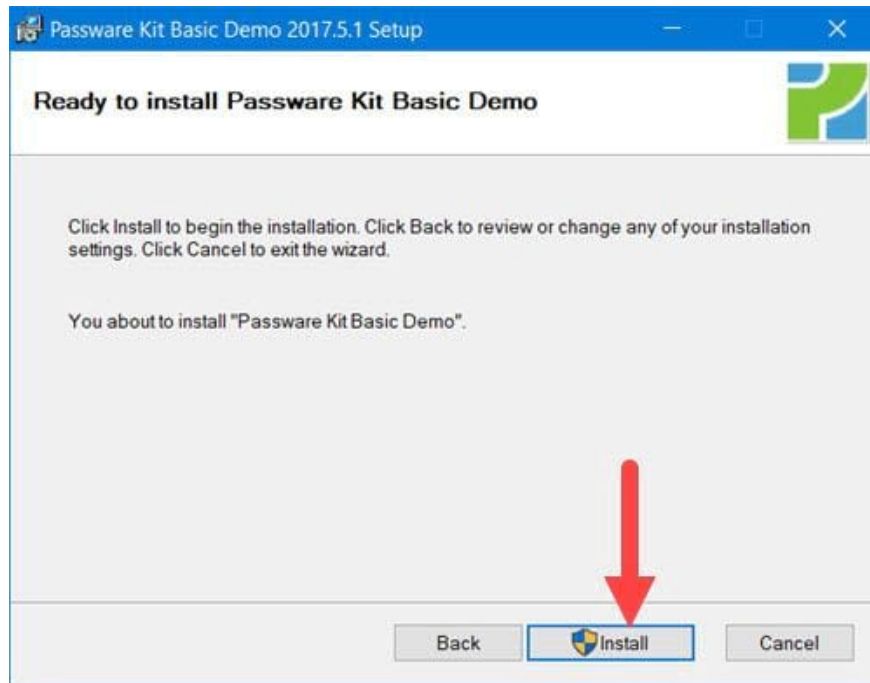 Passware Kit Basic Demo 2017.5.1 Setup
Ready to install Passware Kit Basic Demo
Click Install to begin the installation. Click Back to review or change any of your installation
settings. Click Cancel to exit the wizard.
You about to install "Passware Kit Basic Demo".
Back
Install
Cancel